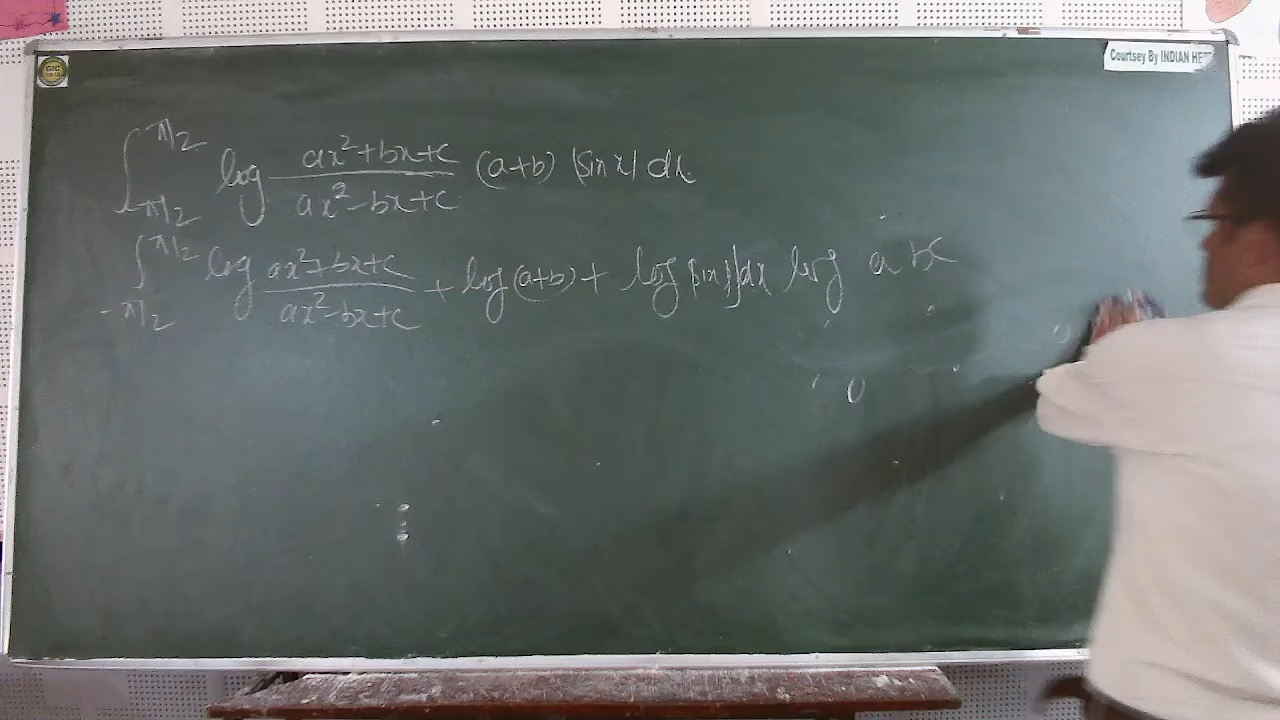 Courtsey By INDIAN HE
∫_{-π/2}^{π/2} log (ax²+bx+c)/(ax²-bx+c) (a+b) |sin x| dx
∫_{-π/2}^{π/2} log (ax²+bx+c)/(ax²-bx+c) + log (a+b) + log |sin x| dx log a b c